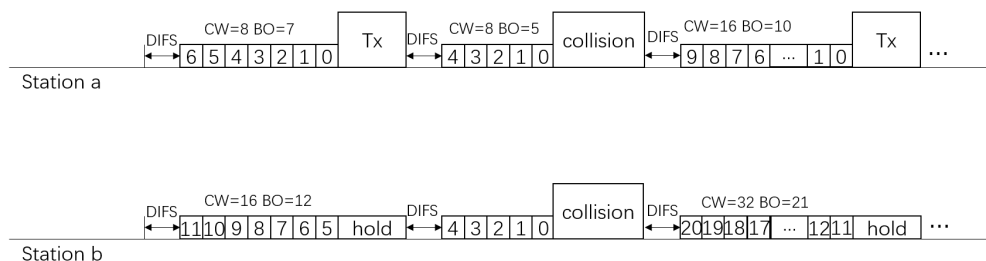 CW=8 BO=7 Tx CW=8 BO=5 collision CW=16 BO=10 Tx
DIFS DIFS DIFS
6 5 4 3 2 1 0 4 3 2 1 0 9 8 7 6 ... 1 0 ...
Station a
CW=16 BO=12 collision CW=32 BO=21
DIFS DIFS DIFS
11 10 9 8 7 6 5 hold 4 3 2 1 0 20 19 18 17 ... 12 11 hold ...
Station b